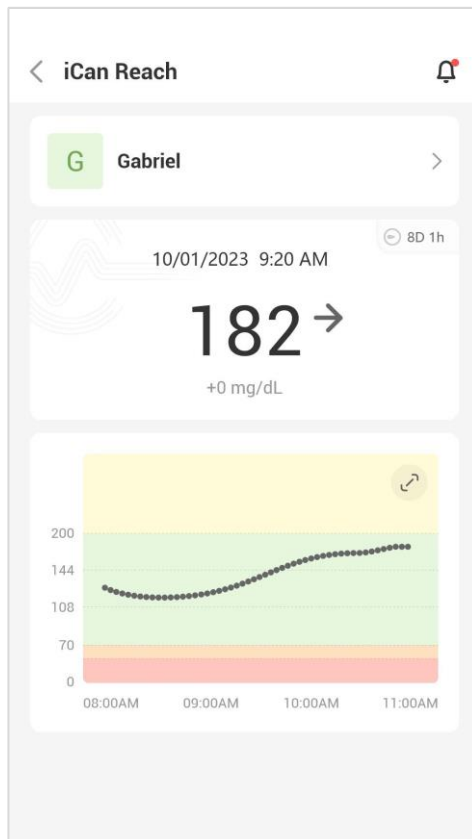 iCan Reach
G Gabriel
8D 1h
10/01/2023 9:20 AM
182
+0 mg/dL
200
144
108
70
0
08:00AM 09:00AM 10:00AM 11:00AM